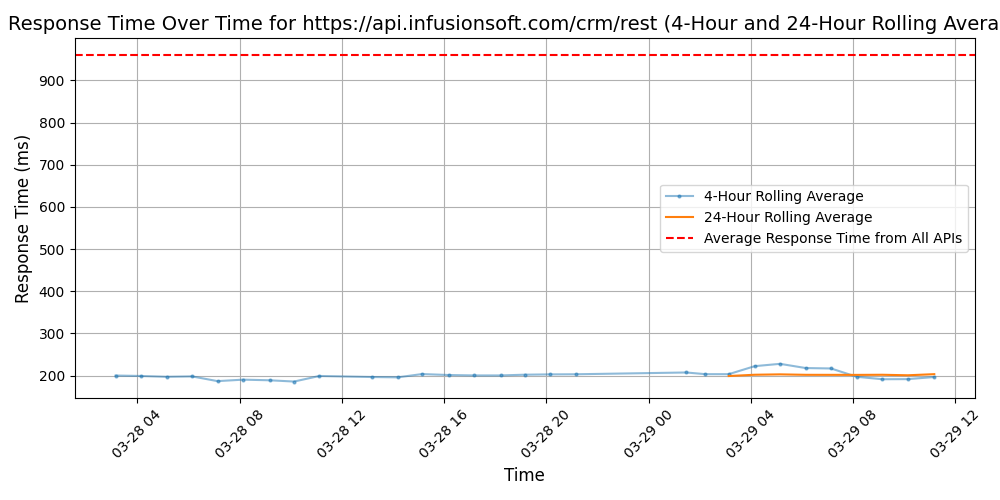 Response Time Over Time for https://api.infusionsoft.com/crm/rest (4-Hour and 24-Hour Rolling Avera
Response Time (ms)
900
800
700
600
500
400
300
200
4-Hour Rolling Average
24-Hour Rolling Average
Average Response Time from All APIs
03-28 04
03-28 08
03-28 12
03-28 16
03-28 20
03-29 00
03-29 04
03-29 08
03-29 12
Time